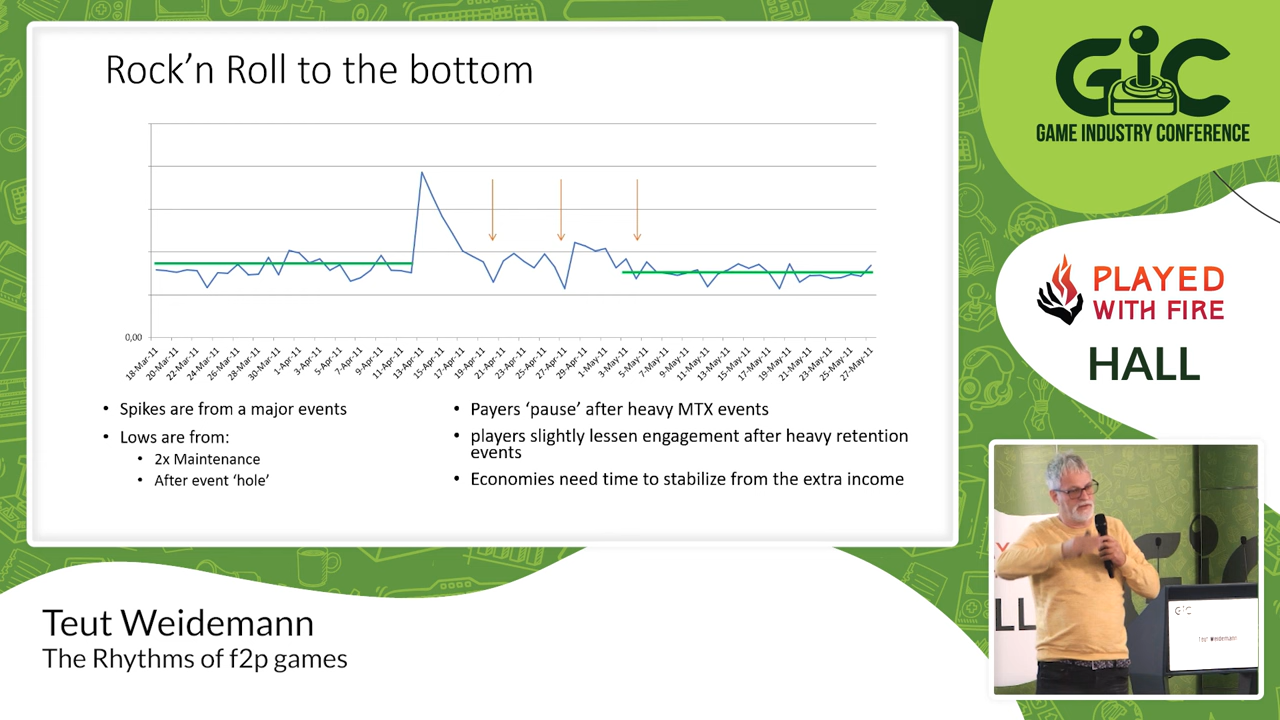 Rock'n Roll to the bottom
0,00
18-Mar-11
20-Mar-11
22-Mar-11
24-Mar-11
26-Mar-11
28-Mar-11
30-Mar-11
1-Apr-11
3-Apr-11
5-Apr-11
7-Apr-11
9-Apr-11
11-Apr-11
13-Apr-11
15-Apr-11
17-Apr-11
19-Apr-11
21-Apr-11
23-Apr-11
25-Apr-11
27-Apr-11
29-Apr-11
1-May-11
3-May-11
5-May-11
7-May-11
9-May-11
11-May-11
13-May-11
15-May-11
17-May-11
19-May-11
21-May-11
23-May-11
25-May-11
27-May-11
• Spikes are from a major events
• Lows are from:
• 2x Maintenance
• After event 'hole'
• Payers 'pause' after heavy MTX events
• players slightly lessen engagement after heavy retention
events
• Economies need time to stabilize from the extra income
GIC
GAME INDUSTRY CONFERENCE
PLAYED
WITH FIRE
HALL
GIC
Teut Weidemann
LL
Teut Weidemann
The Rhythms of f2p games